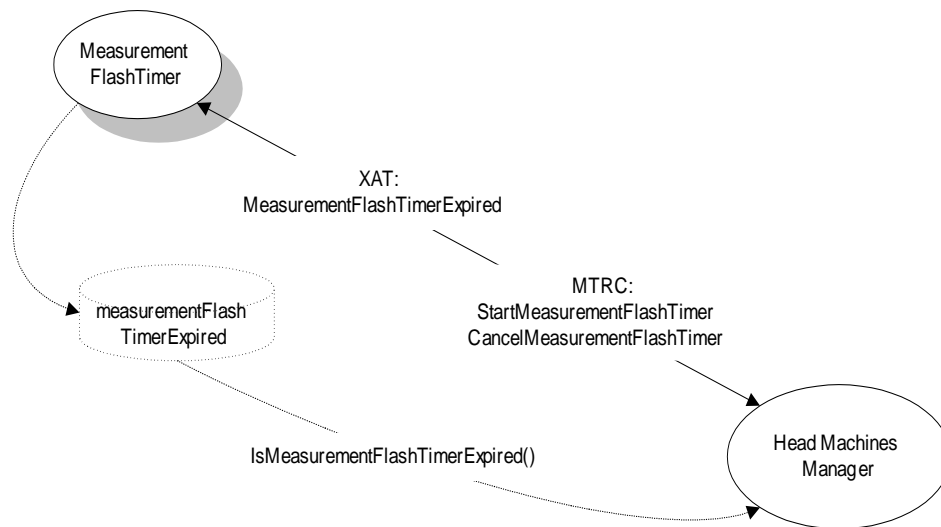 Measurement
FlashTimer
XAT:
MeasurementFlashTimerExpired
MTRC:
StartMeasurementFlashTimer
CancelMeasurementFlashTimer
measurementFlash
TimerExpired
IsMeasurementFlashTimerExpired()
Head Machines
Manager